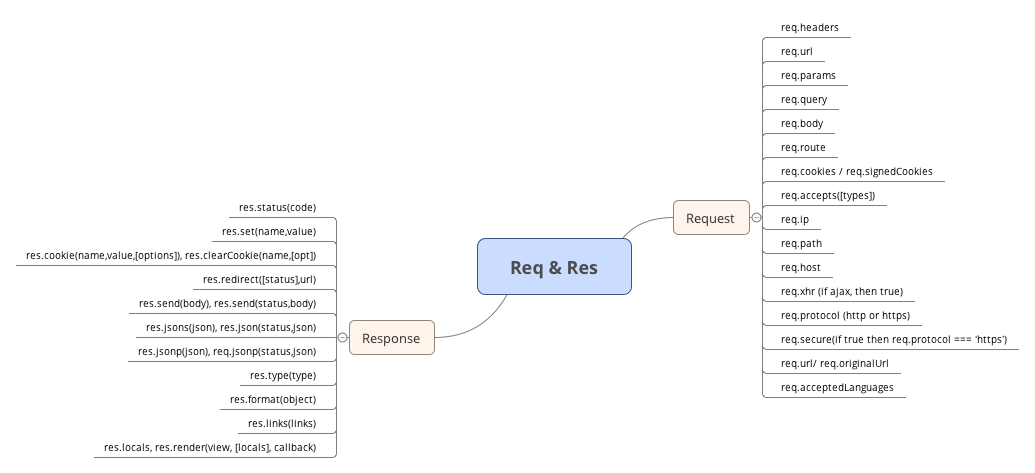 Req & Res
Request
req.headers
req.url
req.params
req.query
req.body
req.route
req.cookies / req.signedCookies
req.accepts([types])
req.ip
req.path
req.host
req.xhr (if ajax, then true)
req.protocol (http or https)
req.secure(if true then req.protocol === 'https')
req.url/ req.originalUrl
req.acceptedLanguages
Response
res.status(code)
res.set(name,value)
res.cookie(name,value,[options]), res.clearCookie(name,[opt])
res.redirect([status],url)
res.send(body), res.send(status,body)
res.jsons(json), res.json(status,json)
res.jsonp(json), req.jsonp(status,json)
res.type(type)
res.format(object)
res.links(links)
res.locals, res.render(view, [locals], callback)